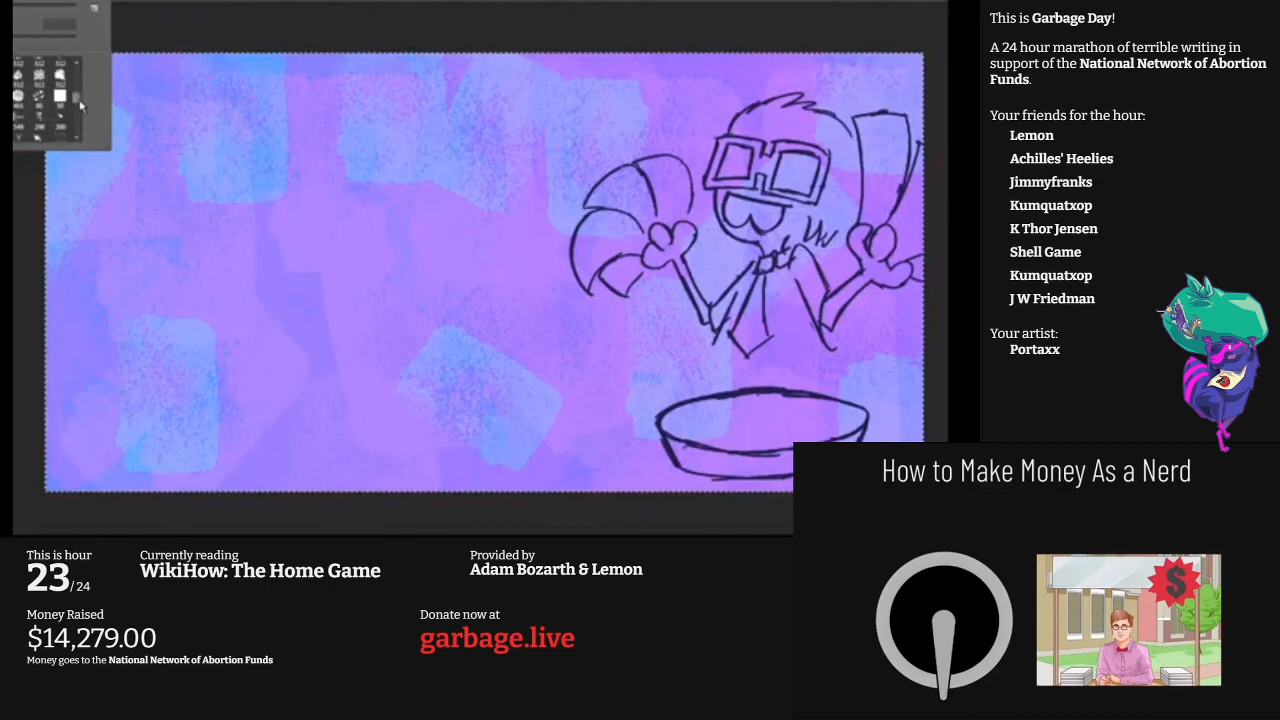 This is Garbage Day!
A 24 hour marathon of terrible writing in
support of the National Network of Abortion
Funds.
Your friends for the hour:
Lemon
Achilles' Heelies
Jimmyfranks
Kumquatxop
K Thor Jensen
Shell Game
Kumquatxop
J W Friedman
Your artist:
Portaxx
How to Make Money As a Nerd
$
This is hour
23/24
Currently reading
WikiHow: The Home Game
Provided by
Adam Bozarth & Lemon
Money Raised
$14,279.00
Money goes to the National Network of Abortion Funds
Donate now at
garbage.live